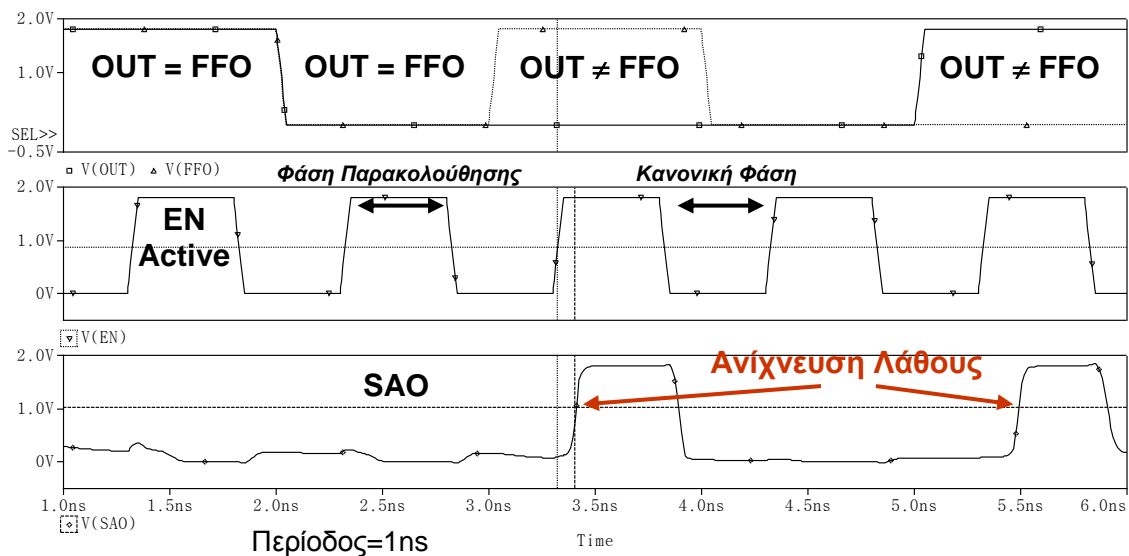 2.0V
OUT = FFO OUT = FFO OUT ≠ FFO OUT ≠ FFO
1.0V
SEL>>
-0.5V
V(OUT) V(FFO)
Φάση Παρακολούθησης Κανονική Φάση
2.0V
EN
Active
1.0V
0V
V(EN)
2.0V
Ανίχνευση Λάθους
SAO
1.0V
0V
1.0ns 1.5ns 2.0ns 2.5ns 3.0ns 3.5ns 4.0ns 4.5ns 5.0ns 5.5ns 6.0ns
V(SAO)
Περίοδος=1ns Time